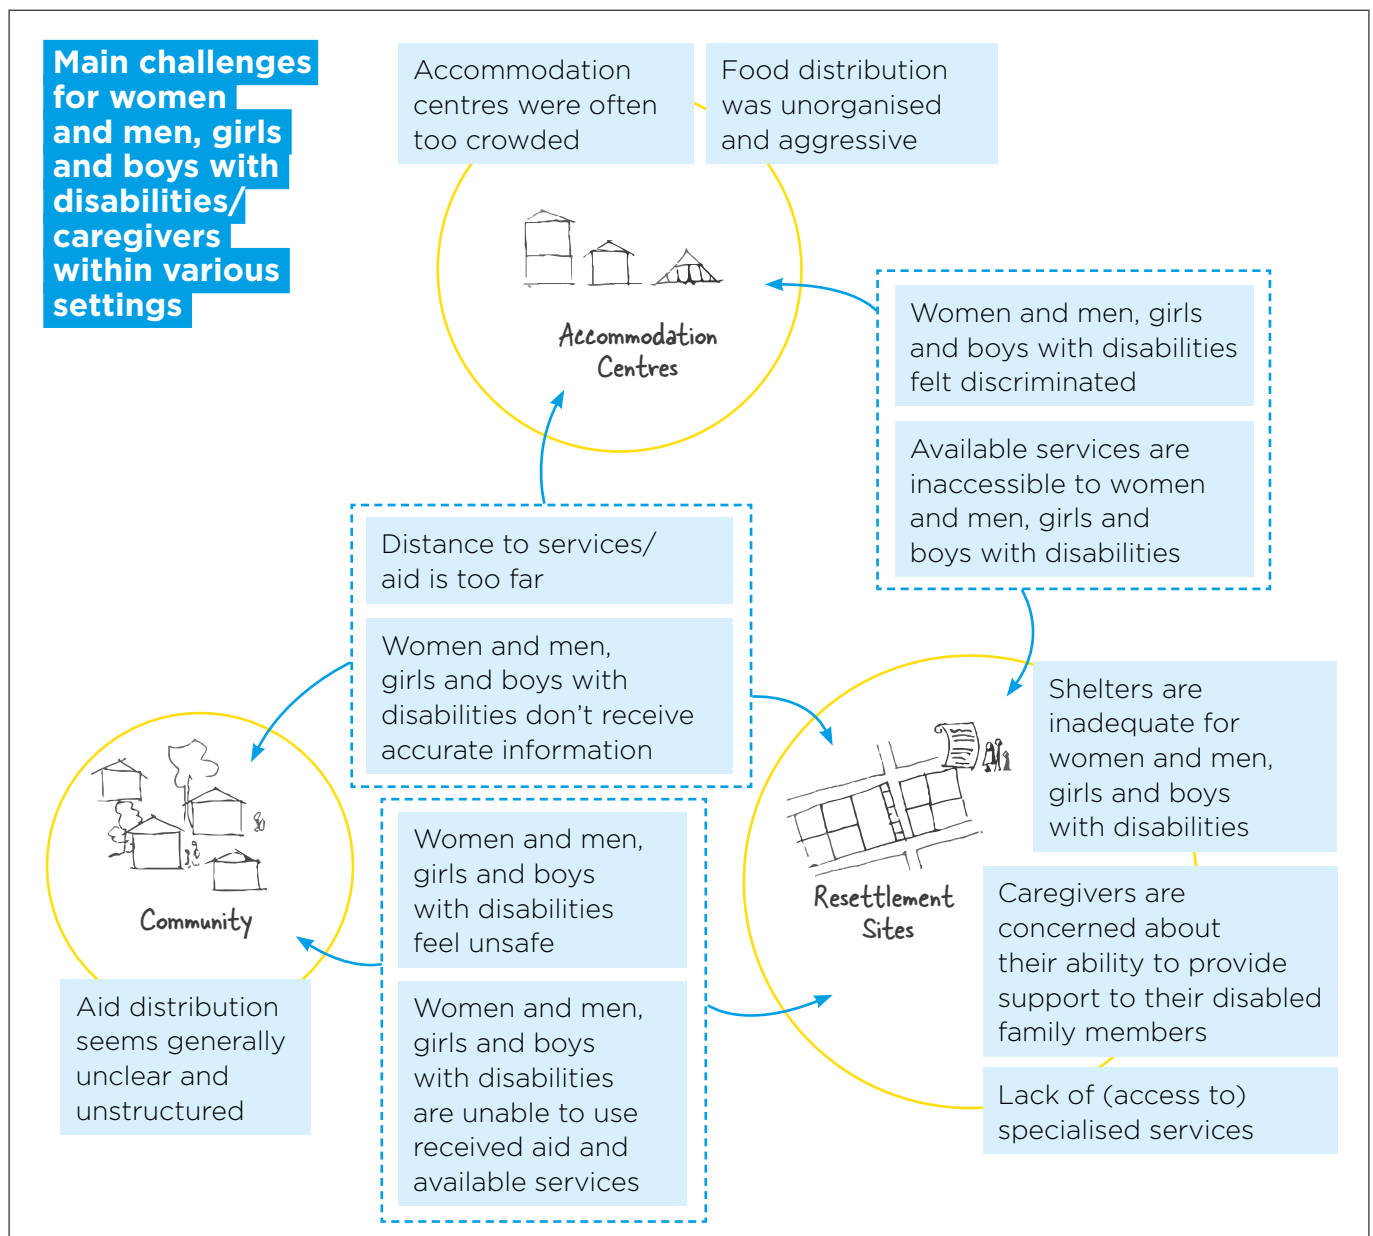 Main challenges
for women
and men, girls
and boys with
disabilities/
caregivers
within various
settings
Accommodation
centres were often
too crowded
Food distribution
was unorganised
and aggressive
Accommodation
Centres
Women and men, girls
and boys with disabilities
felt discriminated
Available services are
inaccessible to women
and men, girls and
boys with disabilities
Distance to services/
aid is too far
Women and men,
girls and boys with
disabilities don’t receive
accurate information
Shelters are
inadequate for
women and men,
girls and boys
with disabilities
Resettlement
Sites
Community
Women and men,
girls and boys
with disabilities
feel unsafe
Caregivers are
concerned about
their ability to provide
support to their disabled
family members
Aid distribution
seems generally
unclear and
unstructured
Women and men,
girls and boys
with disabilities
are unable to use
received aid and
available services
Lack of (access to)
specialised services